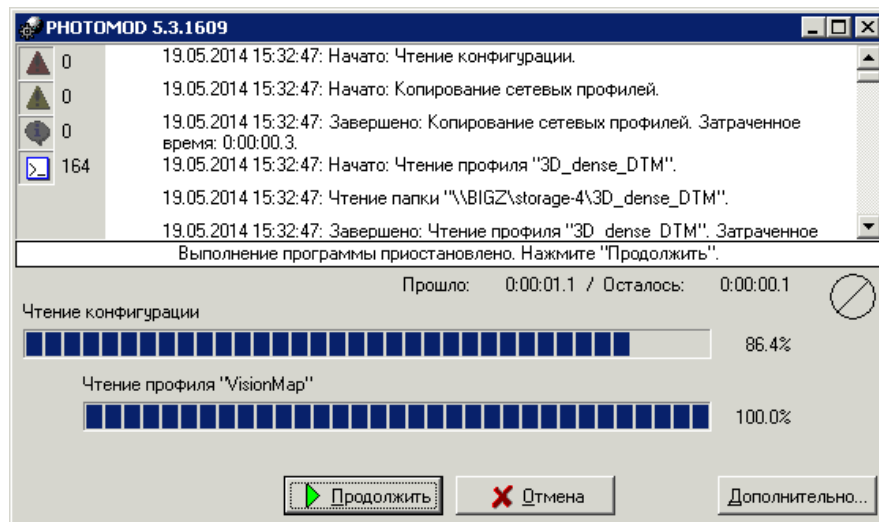 PHOTOMOD 5.3.1609
0
19.05.2014 15:32:47: Начато: Чтение конфигурации.
0
19.05.2014 15:32:47: Начато: Копирование сетевых профилей.
0
19.05.2014 15:32:47: Завершено: Копирование сетевых профилей. Затраченное
время: 0:00:00.3.
164
19.05.2014 15:32:47: Начато: Чтение профиля "3D_dense_DTM".
19.05.2014 15:32:47: Чтение папки "\\BIGZ\storage-4\3D_dense_DTM".
19.05.2014 15:32:47: Завершено: Чтение профиля "3D_dense_DTM". Затраченное
Выполнение программы приостановлено. Нажмите "Продолжить".
Прошло: 0:00:01.1 / Осталось: 0:00:00.1
Чтение конфигурации
86.4%
Чтение профиля "VisionMap"
100.0%
Продолжить
Отмена
Дополнительно...